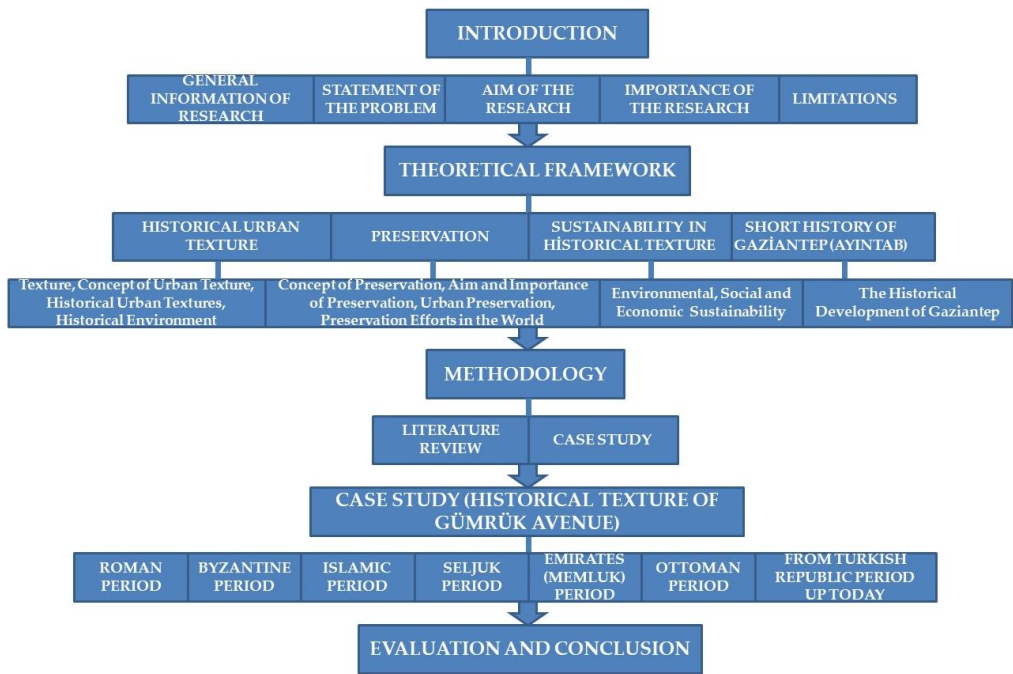 INTRODUCTION
GENERAL
INFORMATION OF
RESEARCH
STATEMENT OF
THE PROBLEM
AIM OF THE
RESEARCH
IMPORTANCE OF
THE RESEARCH
LIMITATIONS
THEORETICAL FRAMEWORK
HISTORICAL URBAN
TEXTURE
PRESERVATION
SUSTAINABILITY IN
HİSTORICAL TEXTURE
SHORT HISTORY OF
GAZİANTEP (AYINTAB)
Texture, Concept of Urban Texture,
Historical Urban Textures,
Historical Environment
Concept of Preservation, Aim and Importance
of Preservation, Urban Preservation,
Preservation Efforts in the World
Environmental, Social and
Economic Sustainability
The Historical
Development of Gaziantep
METHODOLOGY
LITERATURE
REVIEW
CASE STUDY
CASE STUDY (HISTORICAL TEXTURE OF
GÜMRÜK AVENUE)
ROMAN
PERIOD
BYZANTINE
PERIOD
ISLAMIC
PERIOD
SELJUK
PERIOD
EMIRATES
(MEMLUK)
PERIOD
OTTOMAN
PERIOD
FROM TURKISH
REPUBLIC PERIOD
UP TODAY
EVALUATION AND CONCLUSION